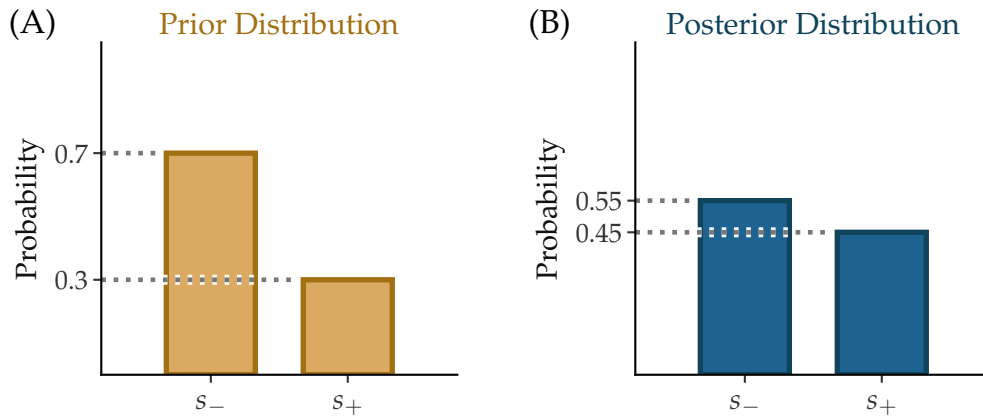 (A)
Prior Distribution
Probability
0.7
0.3
s₋
s₊
(B)
Posterior Distribution
Probability
0.55
0.45
s₋
s₊